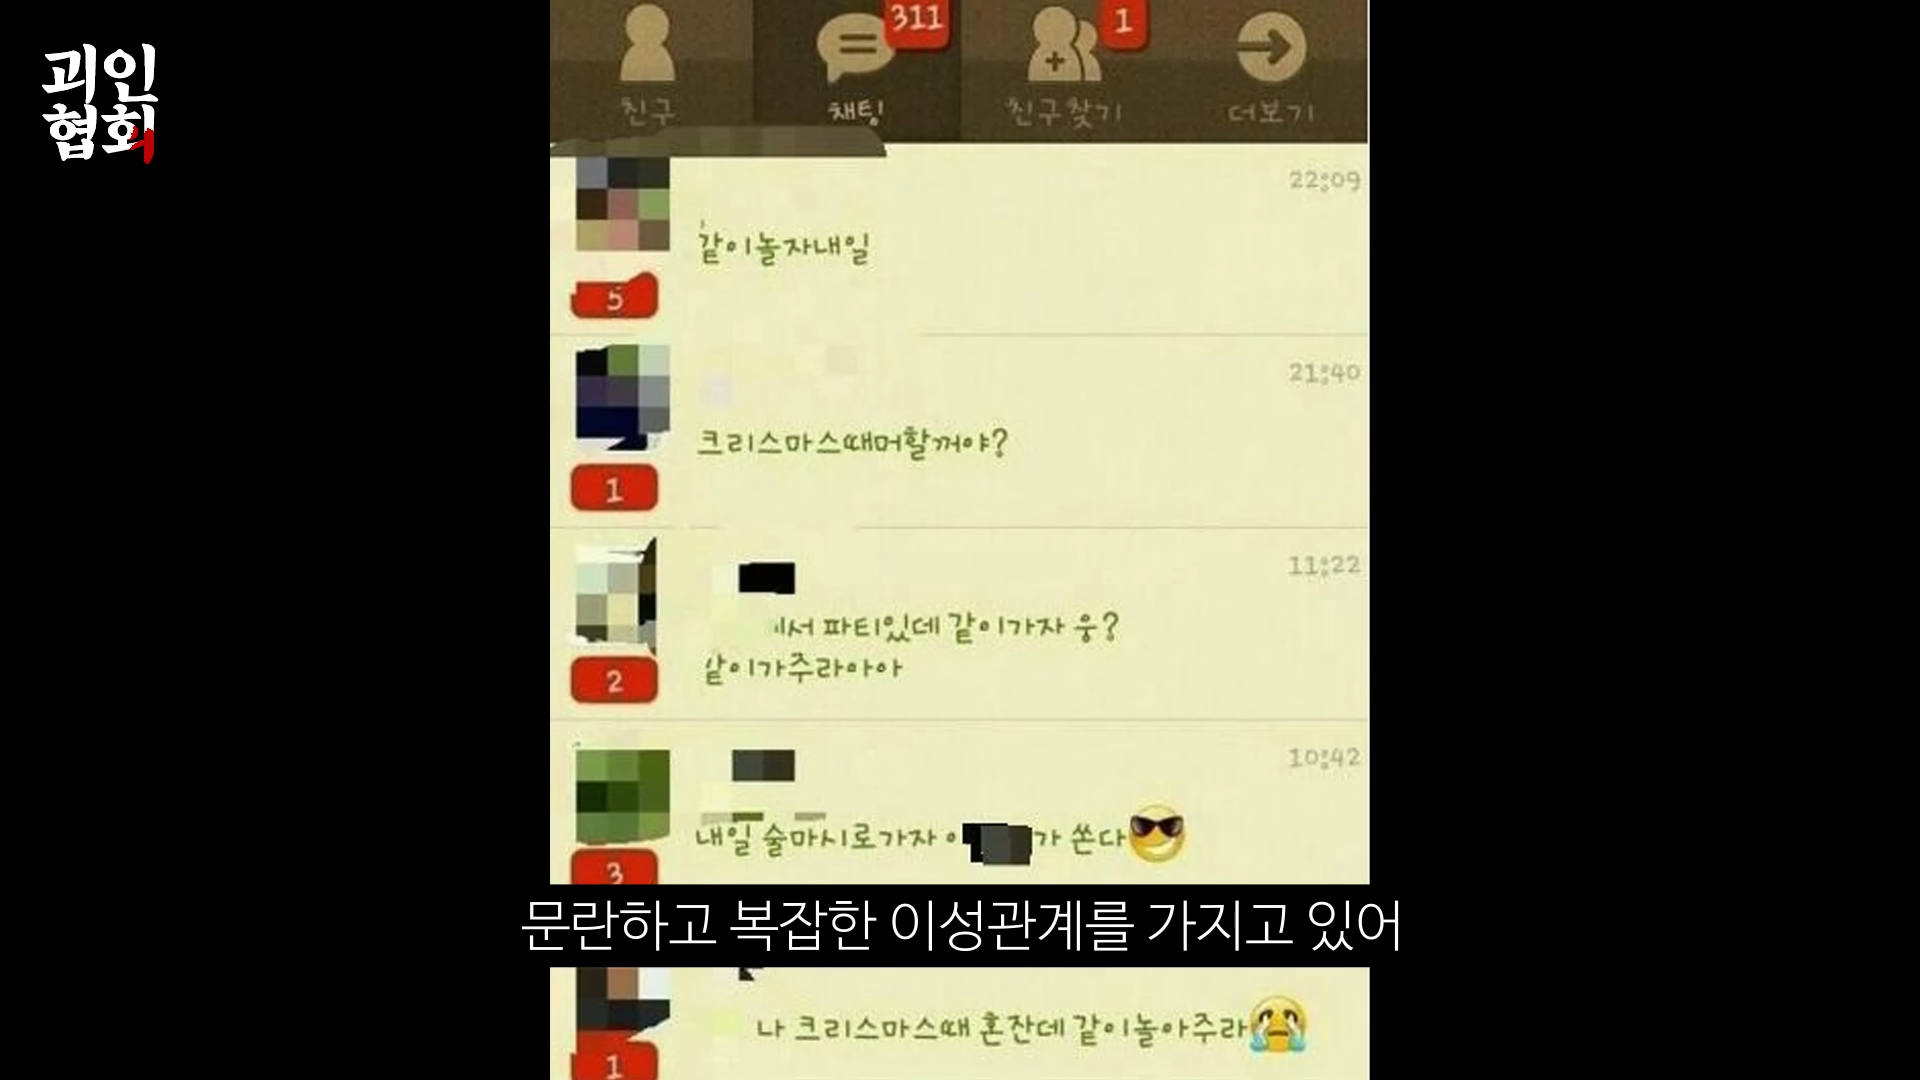 괴인
협회
311
1
친구
채팅
친구찾기
더보기
22:09
같이놀자내일
5
21:40
크리스마스때머할꺼야?
1
11:22
에서 파티있데 같이가자 웅?
같이가주라아아
2
10:42
내일 술마시로가자 가 쏜다😎
3
문란하고 복잡한 이성관계를 가지고 있어
나 크리스마스때 혼잔데 같이놀아주라😭
1